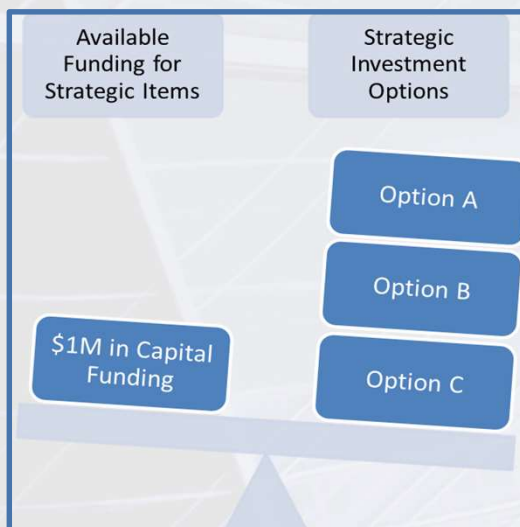 Available
Funding for
Strategic Items
Strategic
Investment
Options
Option A
Option B
$1M in Capital
Funding
Option C